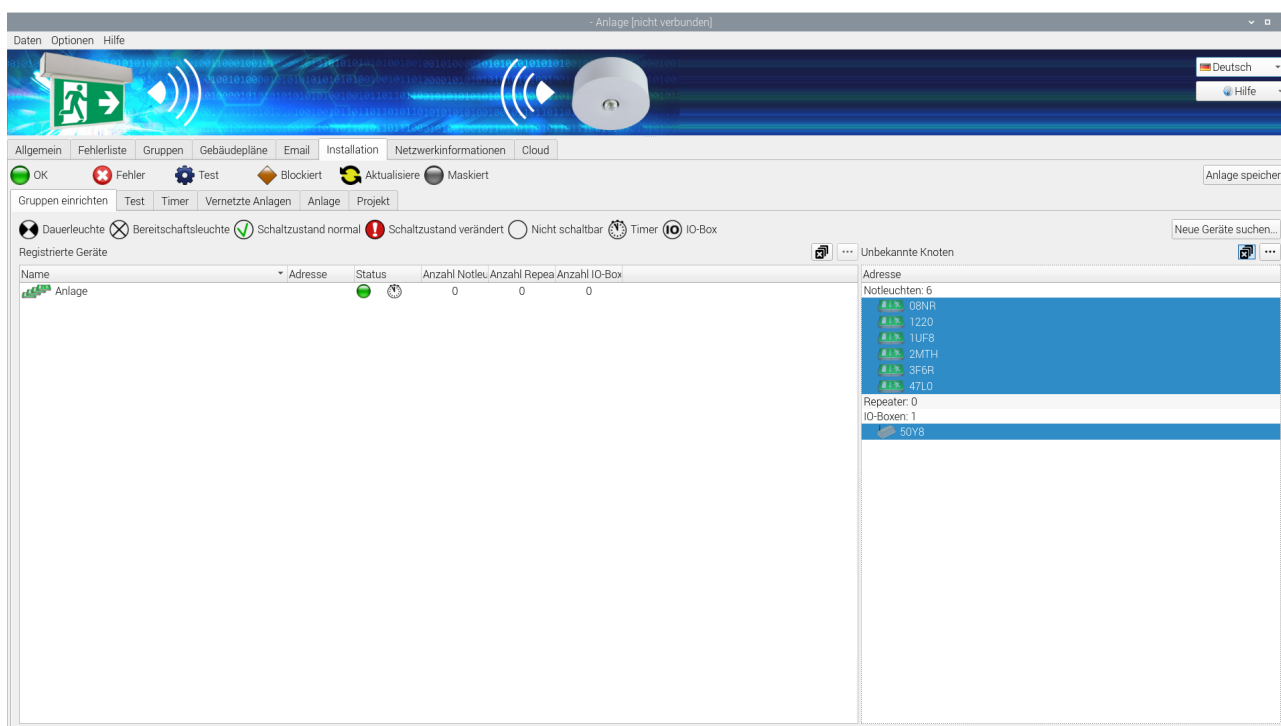 - Anlage [nicht verbunden]
Daten Optionen Hilfe
Deutsch
Hilfe
Allgemein Fehlerliste Gruppen Gebäudepläne Email Installation Netzwerkinformationen Cloud
OK Fehler Test Blockiert Aktualisiere Maskiert Anlage speicher
Gruppen einrichten Test Timer Vernetzte Anlagen Anlage Projekt
Dauerleuchte Bereitschaftsleuchte Schaltzustand normal Schaltzustand verändert Nicht schaltbar Timer IO IO-Box Neue Geräte suchen...
Registrierte Geräte ... Unbekannte Knoten ...
Name Adresse Status Anzahl Notleu Anzahl Repea Anzahl IO-Box Adresse
Anlage 0 0 0 Notleuchten: 6
08NR
1220
1UF8
2MTH
3F6R
47L0
Repeater: 0
IO-Boxen: 1
50Y8